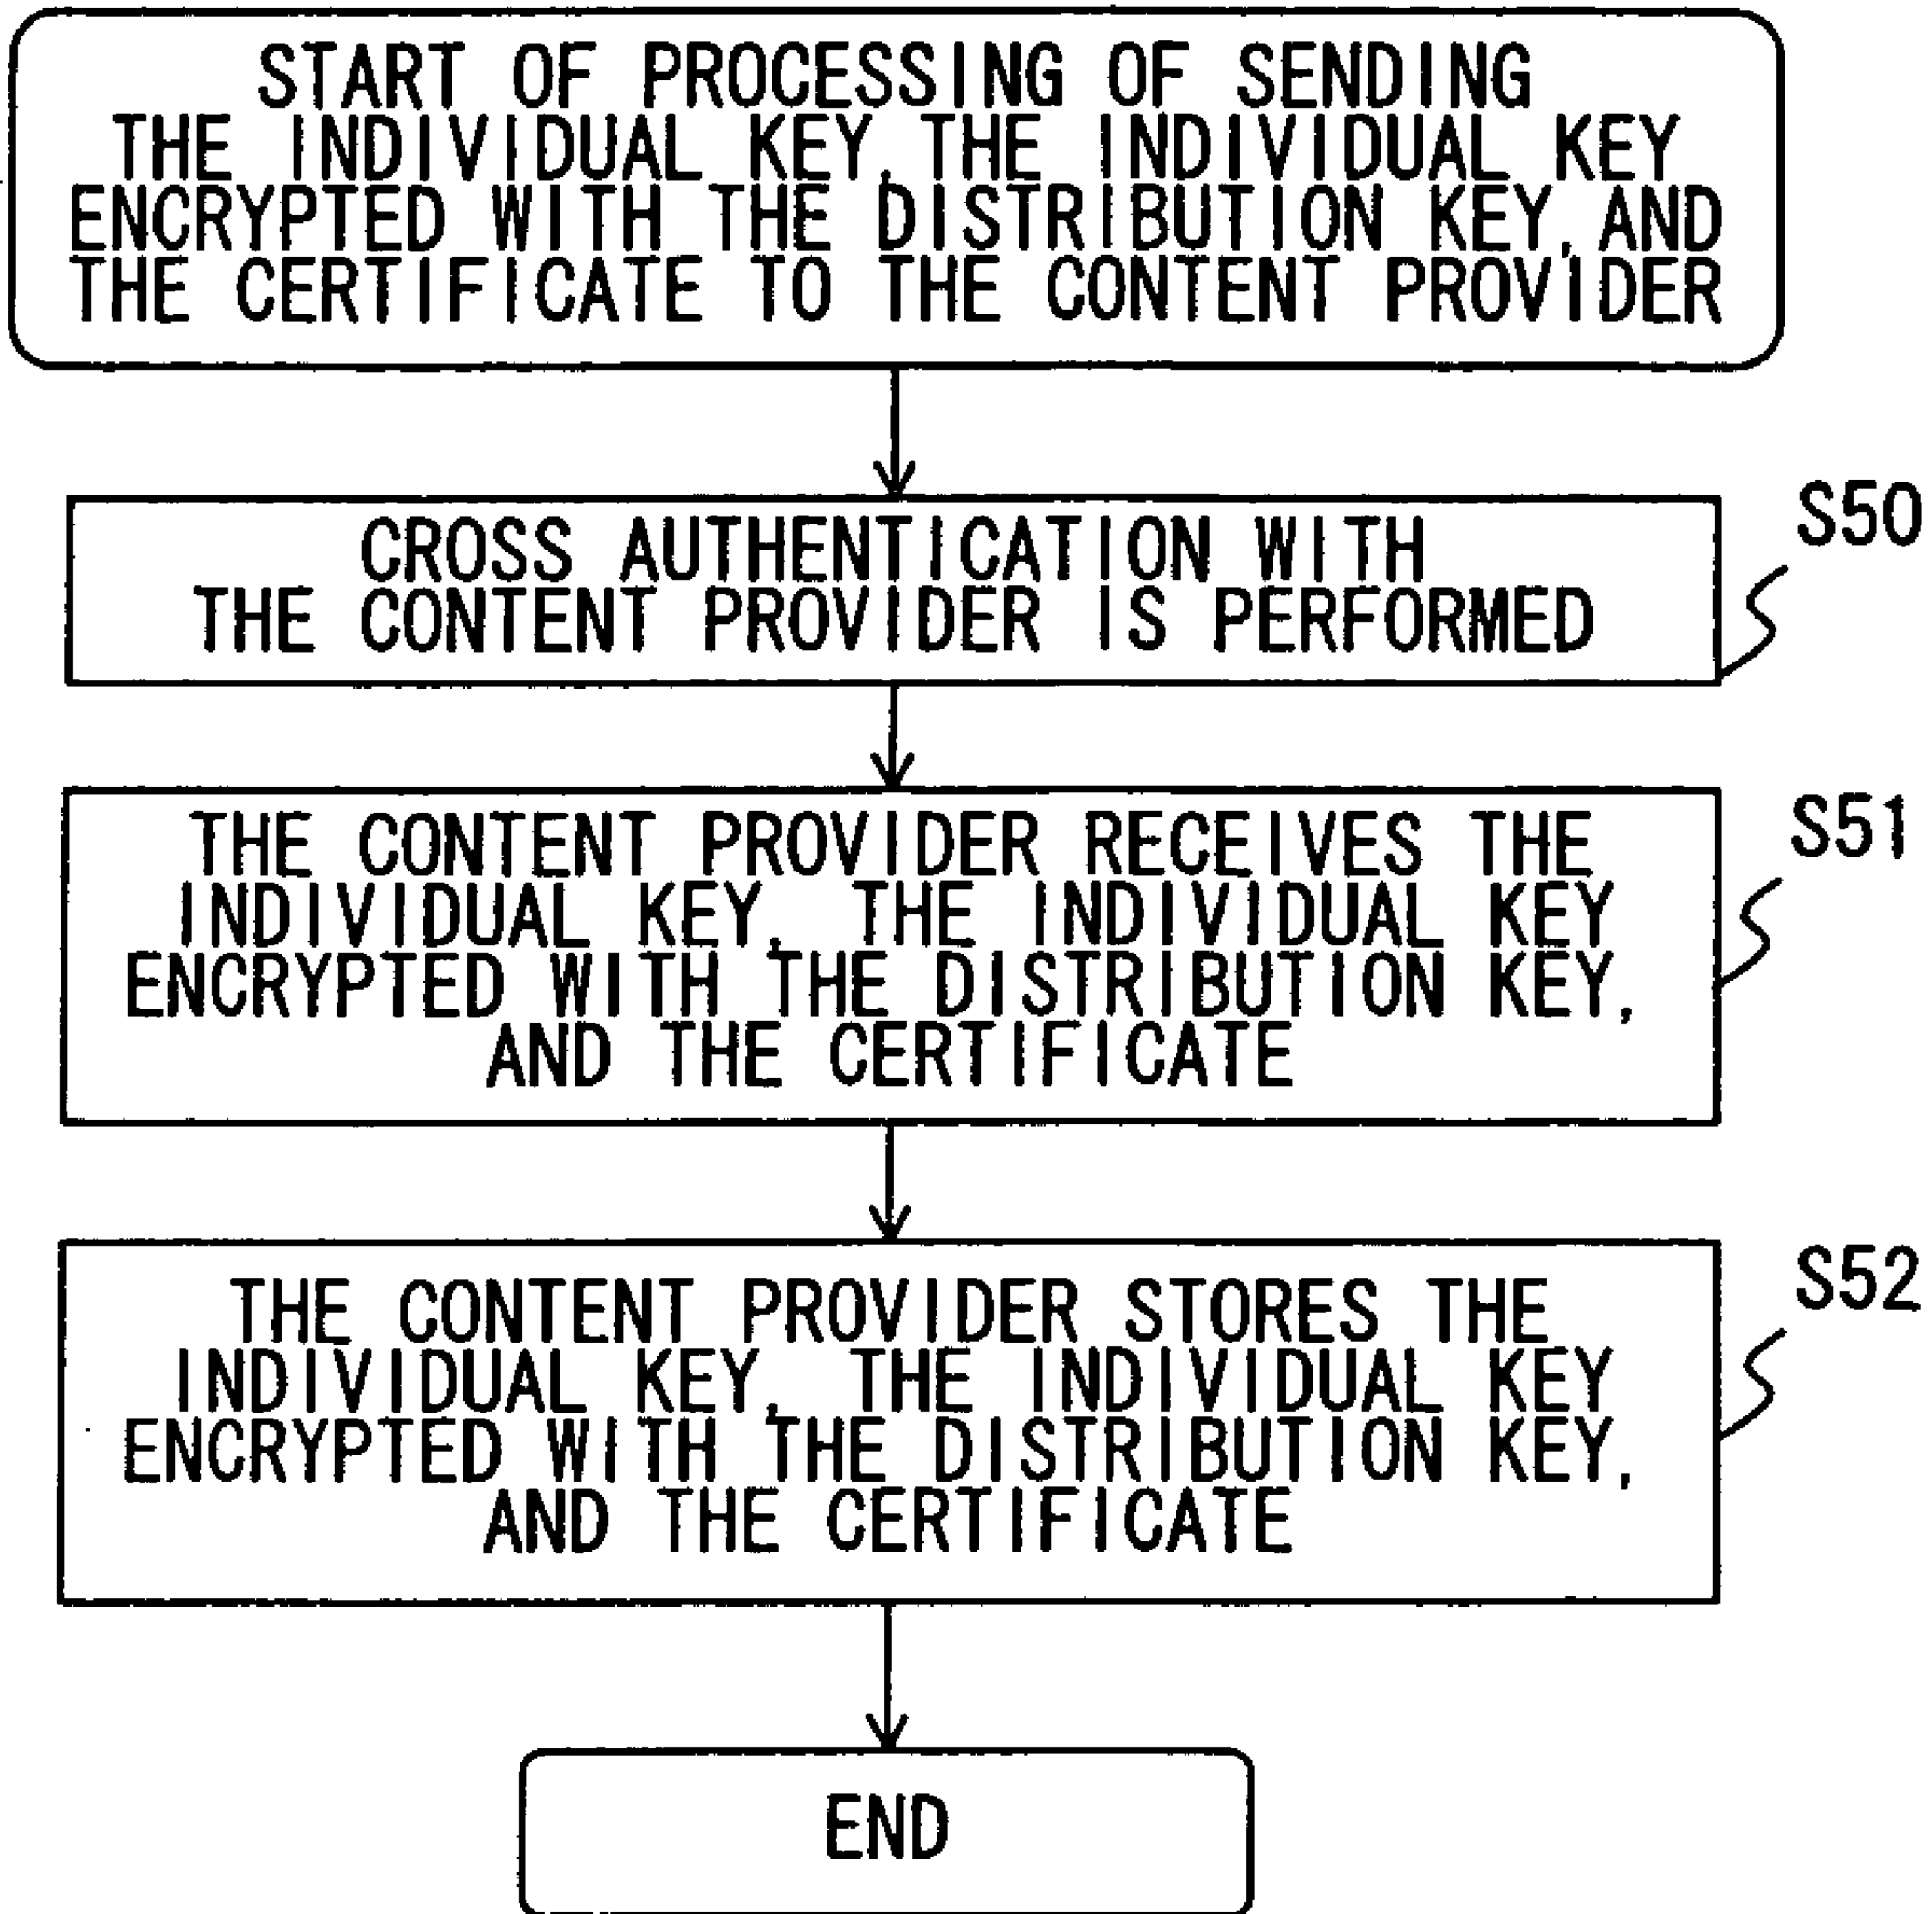 START OF PROCESSING OF SENDING
THE INDIVIDUAL KEY, THE INDIVIDUAL KEY
ENCRYPTED WITH THE DISTRIBUTION KEY, AND
THE CERTIFICATE TO THE CONTENT PROVIDER
S50
CROSS AUTHENTICATION WITH
THE CONTENT PROVIDER IS PERFORMED
S51
THE CONTENT PROVIDER RECEIVES THE
INDIVIDUAL KEY, THE INDIVIDUAL KEY
ENCRYPTED WITH THE DISTRIBUTION KEY,
AND THE CERTIFICATE
S52
THE CONTENT PROVIDER STORES THE
INDIVIDUAL KEY, THE INDIVIDUAL KEY
ENCRYPTED WITH THE DISTRIBUTION KEY,
AND THE CERTIFICATE
END